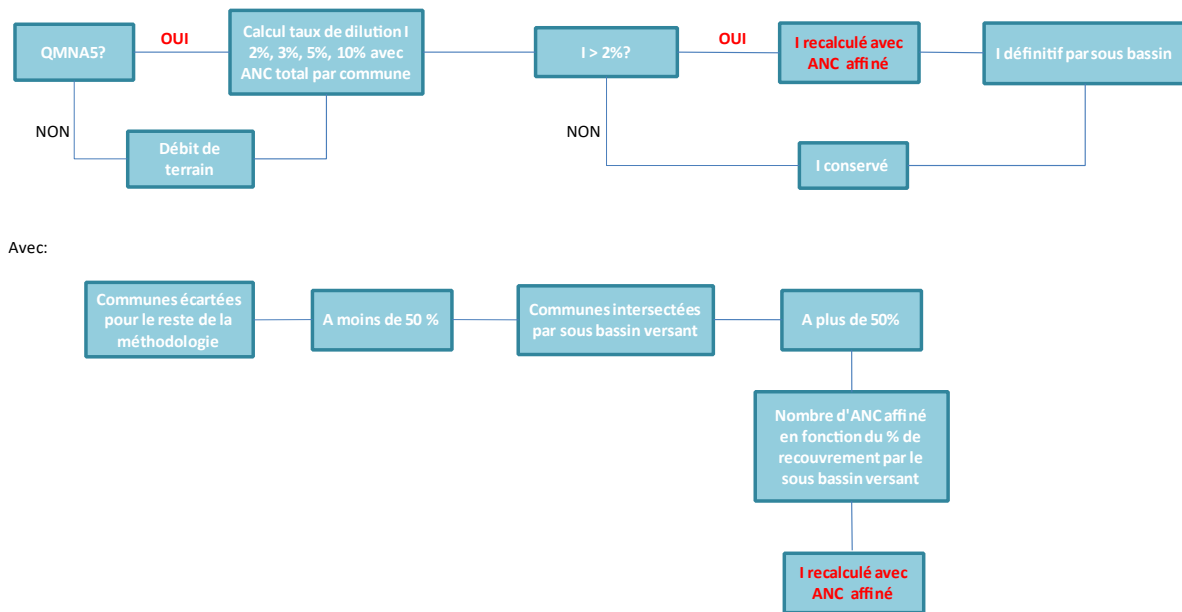 QMNA5?
OUI
Calcul taux de dilution I
2%, 3%, 5%, 10% avec
ANC total par commune
I > 2%?
OUI
I recalculé avec
ANC affiné
I définitif par sous bassin
NON
Débit de
terrain
NON
I conservé
Avec:
Communes écartées
pour le reste de la
méthodologie
A moins de 50 %
Communes intersectées
par sous bassin versant
A plus de 50%
Nombre d'ANC affiné
en fonction du % de
recouvrement par le
sous bassin versant
I recalculé avec
ANC affiné